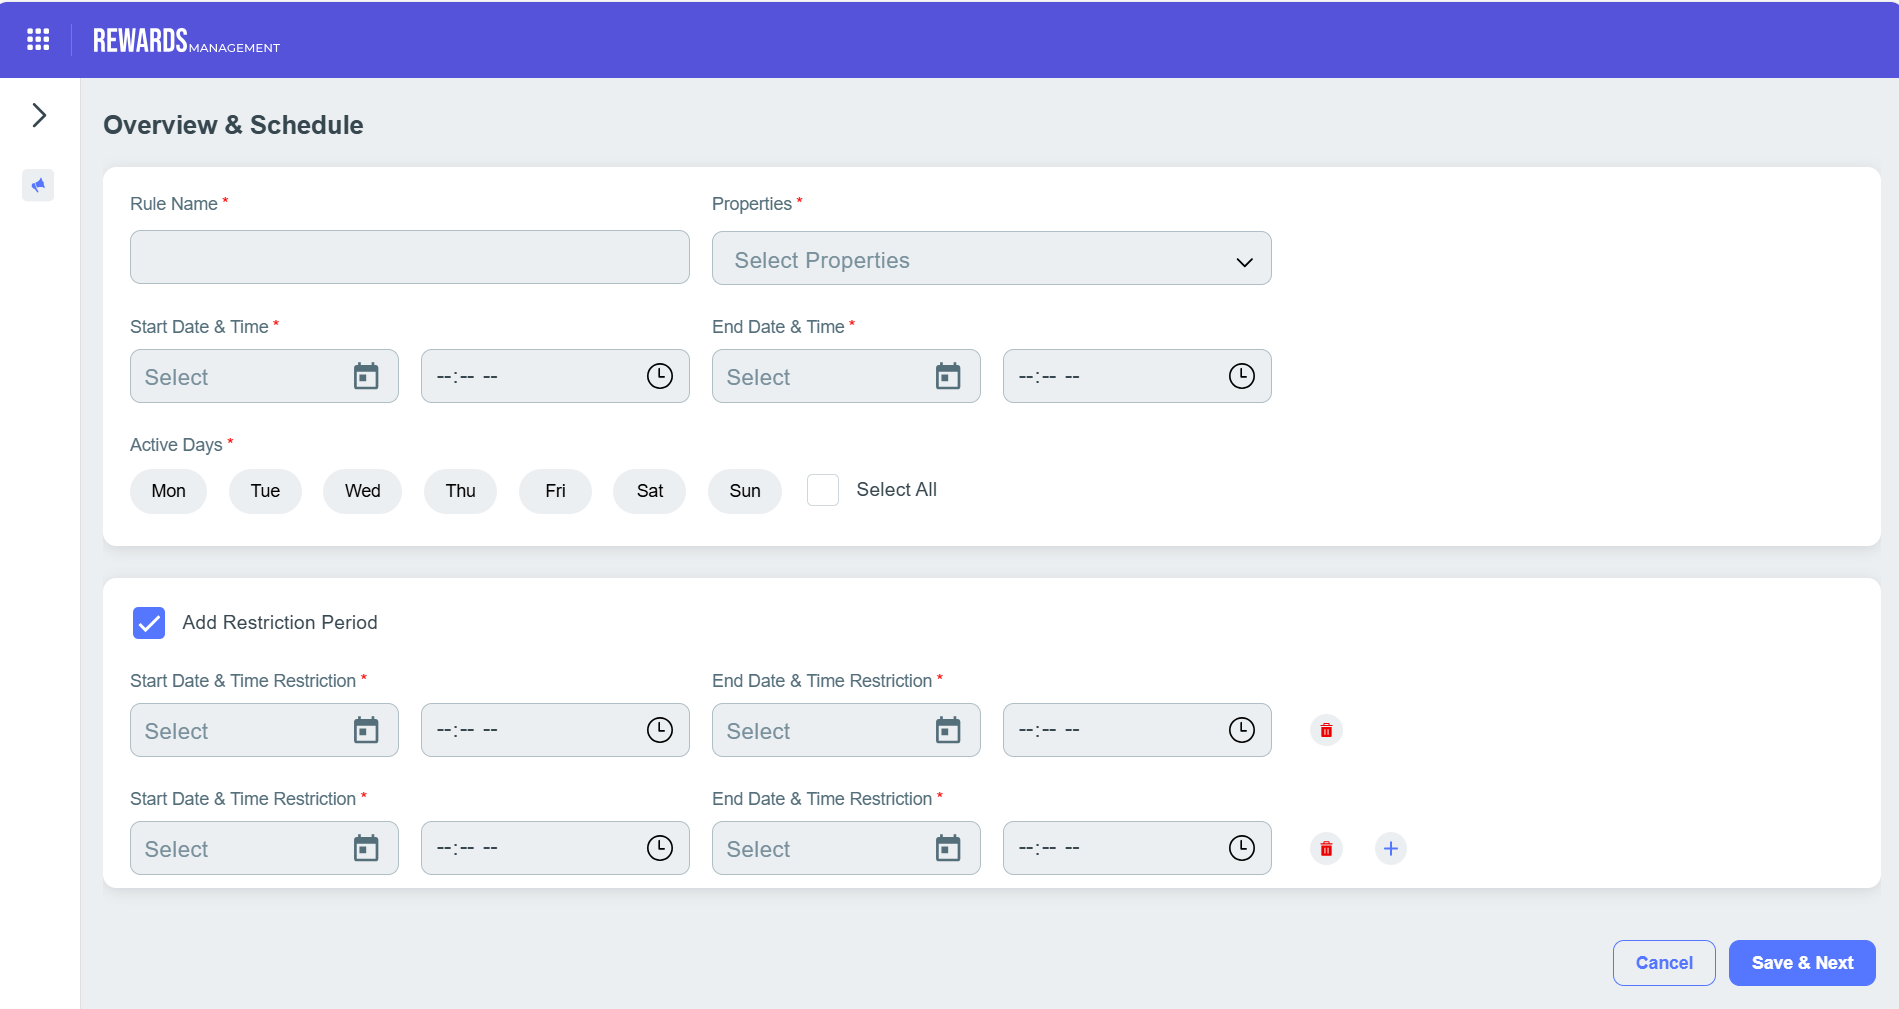 REWARDS MANAGEMENT
Overview & Schedule
Rule Name * Properties *
Select Properties
Start Date & Time * End Date & Time *
Select --:-- -- Select --:-- --
Active Days *
Mon Tue Wed Thu Fri Sat Sun Select All
Add Restriction Period
Start Date & Time Restriction * End Date & Time Restriction *
Select --:-- -- Select --:-- --
Start Date & Time Restriction * End Date & Time Restriction *
Select --:-- -- Select --:-- --
Cancel Save & Next